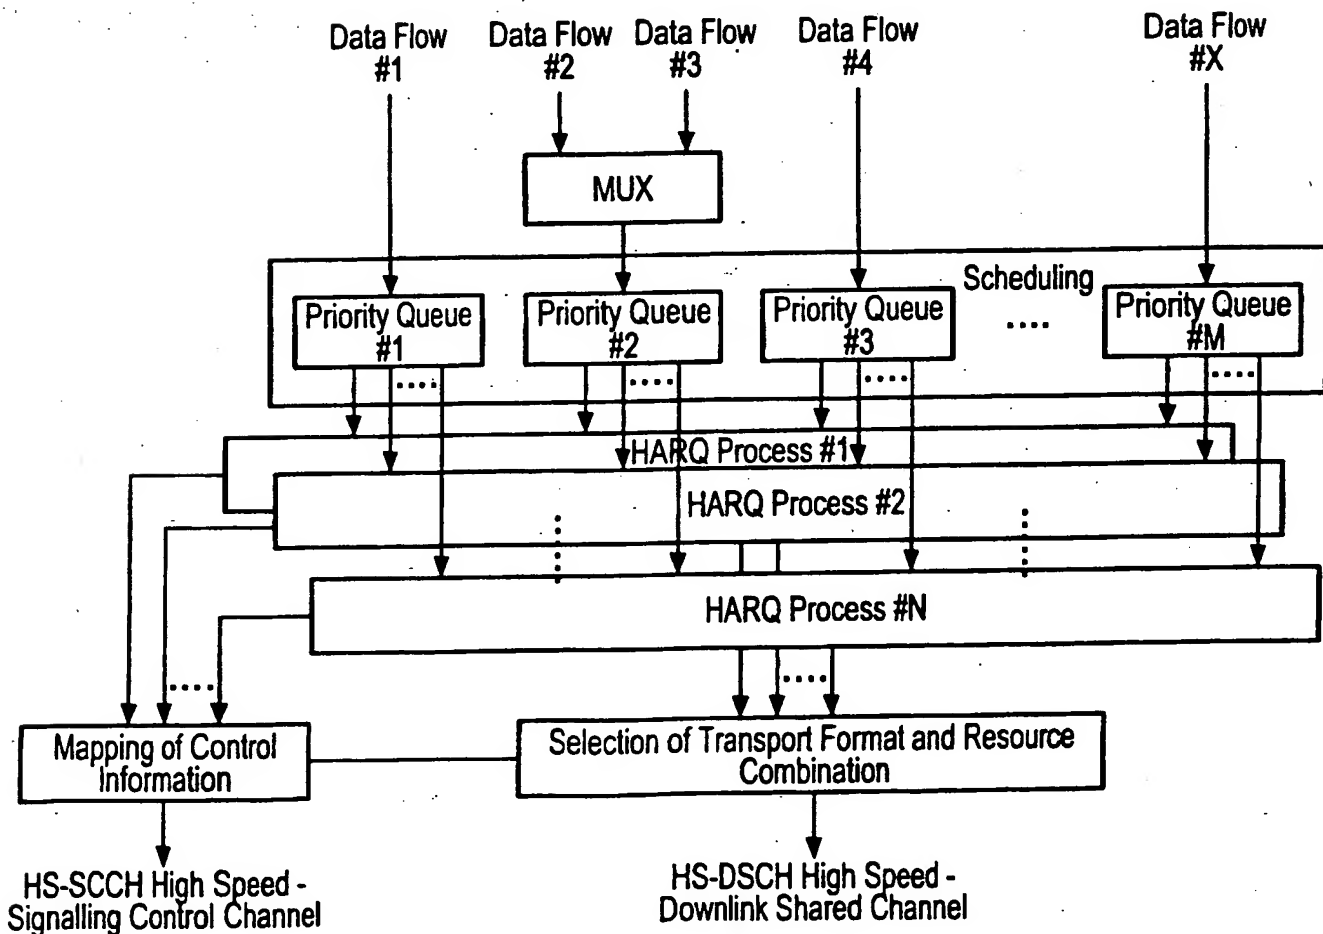 Data Flow
#1
Data Flow
#2
Data Flow
#3
Data Flow
#4
Data Flow
#X
MUX
Scheduling
Priority Queue
#1
Priority Queue
#2
Priority Queue
#3
Priority Queue
#M
HARQ Process #1
HARQ Process #2
HARQ Process #N
Mapping of Control
Information
Selection of Transport Format and Resource
Combination
HS-SCCH High Speed -
Signalling Control Channel
HS-DSCH High Speed -
Downlink Shared Channel